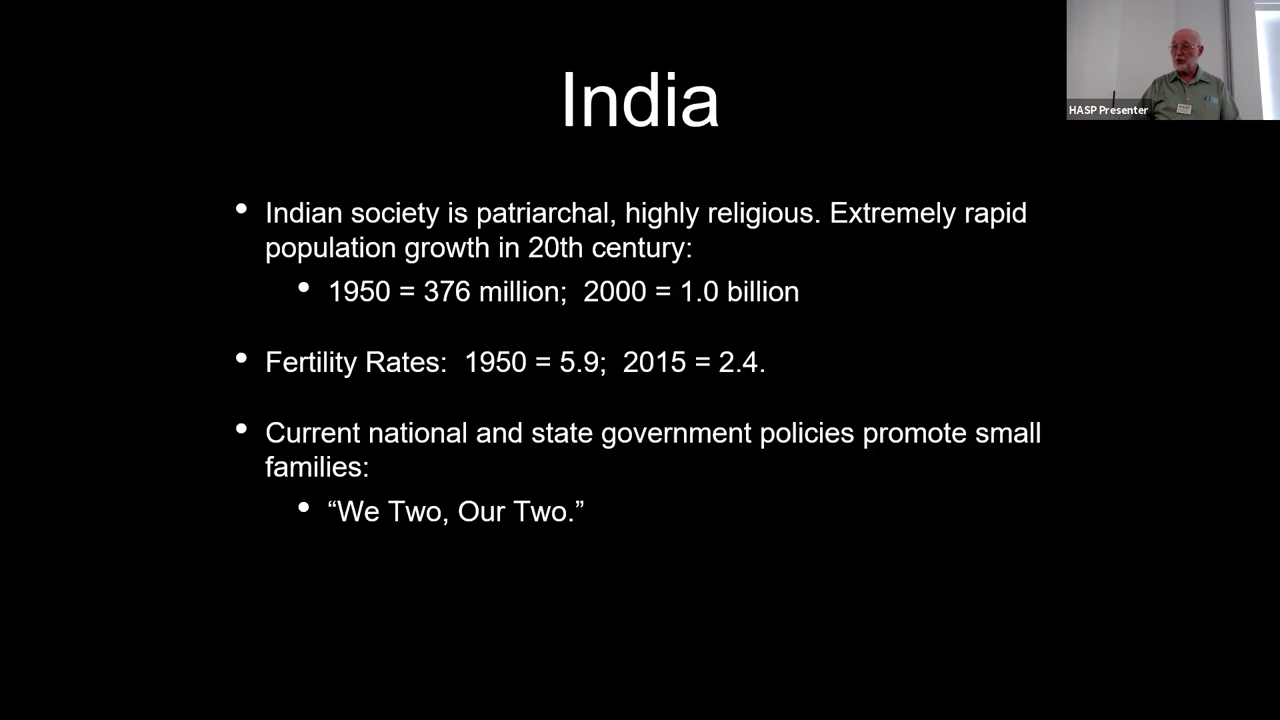 India
HASP Presenter
• Indian society is patriarchal, highly religious. Extremely rapid
population growth in 20th century:
• 1950 = 376 million;  2000 = 1.0 billion
• Fertility Rates:  1950 = 5.9;  2015 = 2.4.
• Current national and state government policies promote small
families:
• “We Two, Our Two.”